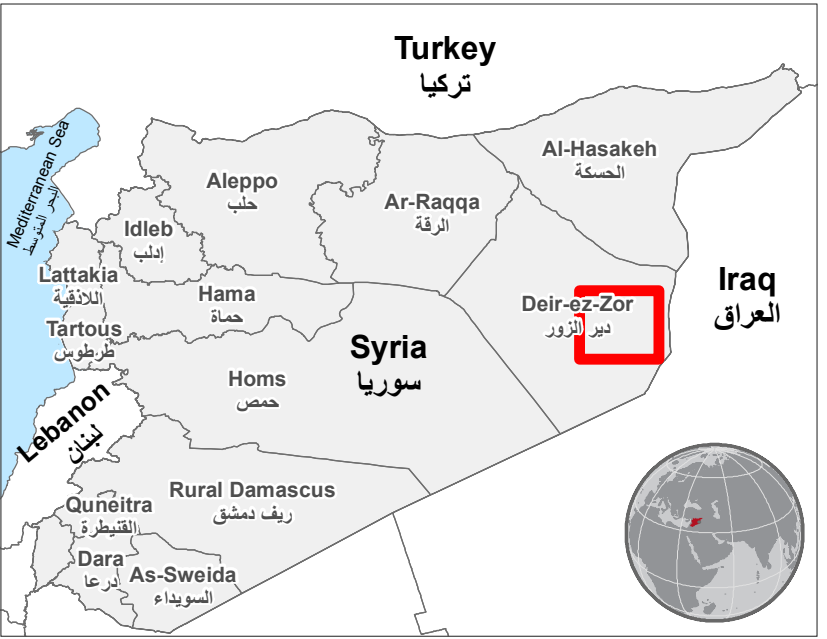 Turkey
تركيا
Mediterranean Sea
البحر المتوسط
Al-Hasakeh
الحسكة
Aleppo
حلب
Ar-Raqqa
الرقة
Idleb
إدلب
Lattakia
اللاذقية
Hama
حماة
Deir-ez-Zor
دير الزور
Iraq
العراق
Tartous
طرطوس
Syria
سوريا
Homs
حمص
Lebanon
لبنان
Rural Damascus
ريف دمشق
Quneitra
القنيطرة
Dara
درعا
As-Sweida
السويداء